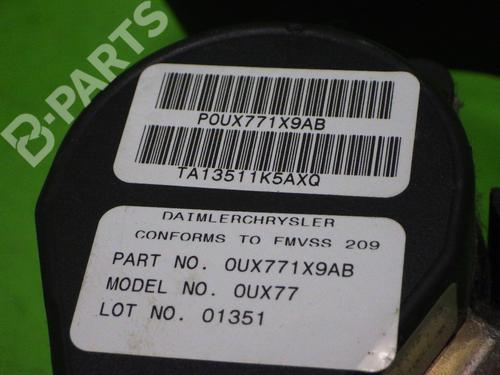 B-PARTS
P0UX771X9AB
TA13511K5AXQ
DAIMLERCHRYSLER
CONFORMS TO FMVSS 209
PART NO. 0UX771X9AB
MODEL NO. 0UX77
LOT NO. 01351